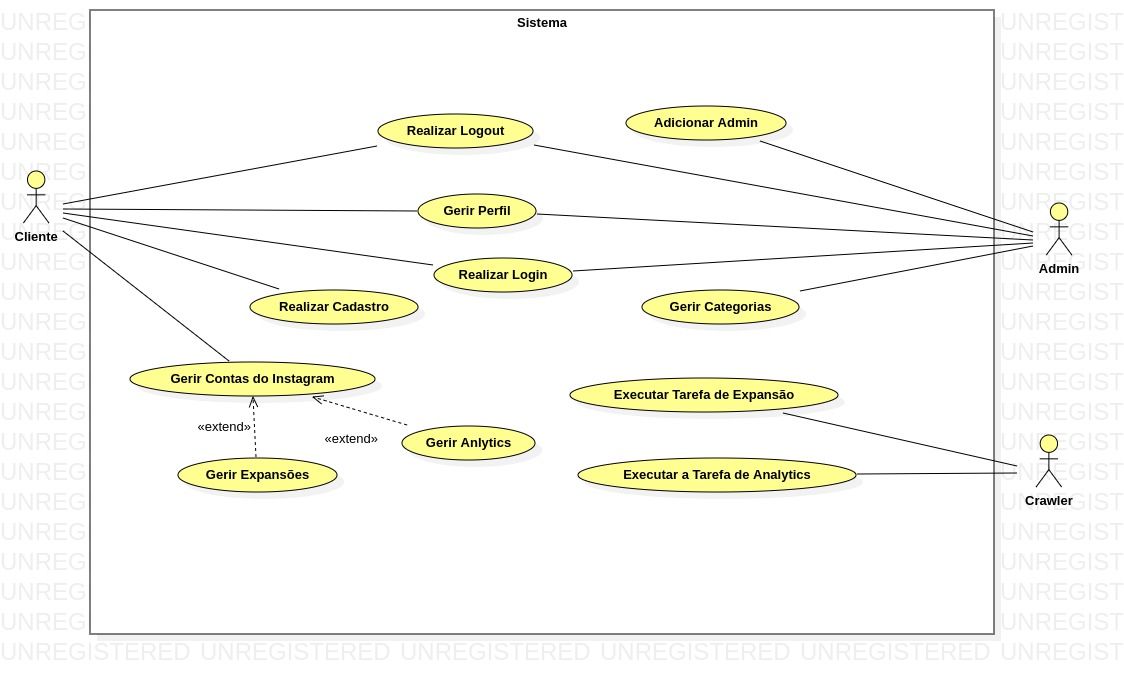 Sistema
Realizar Logout
Adicionar Admin
Gerir Perfil
Cliente
Realizar Login
Admin
Realizar Cadastro
Gerir Categorias
Gerir Contas do Instagram
Executar Tarefa de Expansão
«extend»
«extend»
Gerir Anlytics
Gerir Expansões
Executar a Tarefa de Analytics
Crawler
UNREGISTERED UNREGISTERED UNREGISTERED UNREGISTERED UNREGISTERED UNREGIST